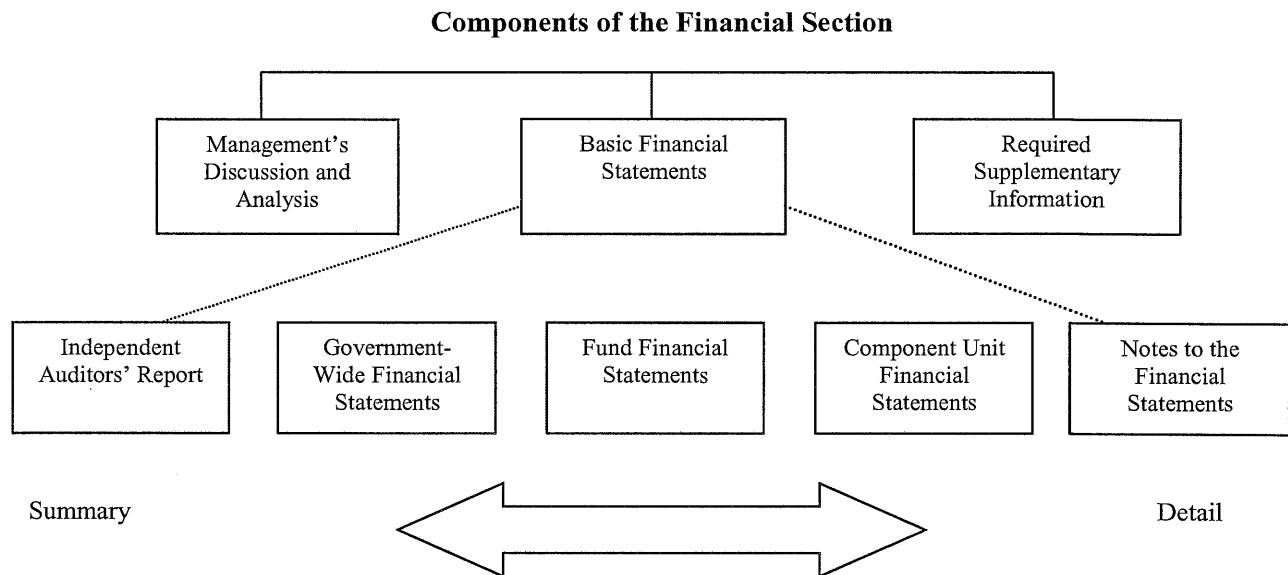 Components of the Financial Section
Management's
Discussion and
Analysis
Basic Financial
Statements
Required
Supplementary
Information
Independent
Auditors' Report
Government-
Wide Financial
Statements
Fund Financial
Statements
Component Unit
Financial
Statements
Notes to the
Financial
Statements
Summary
Detail